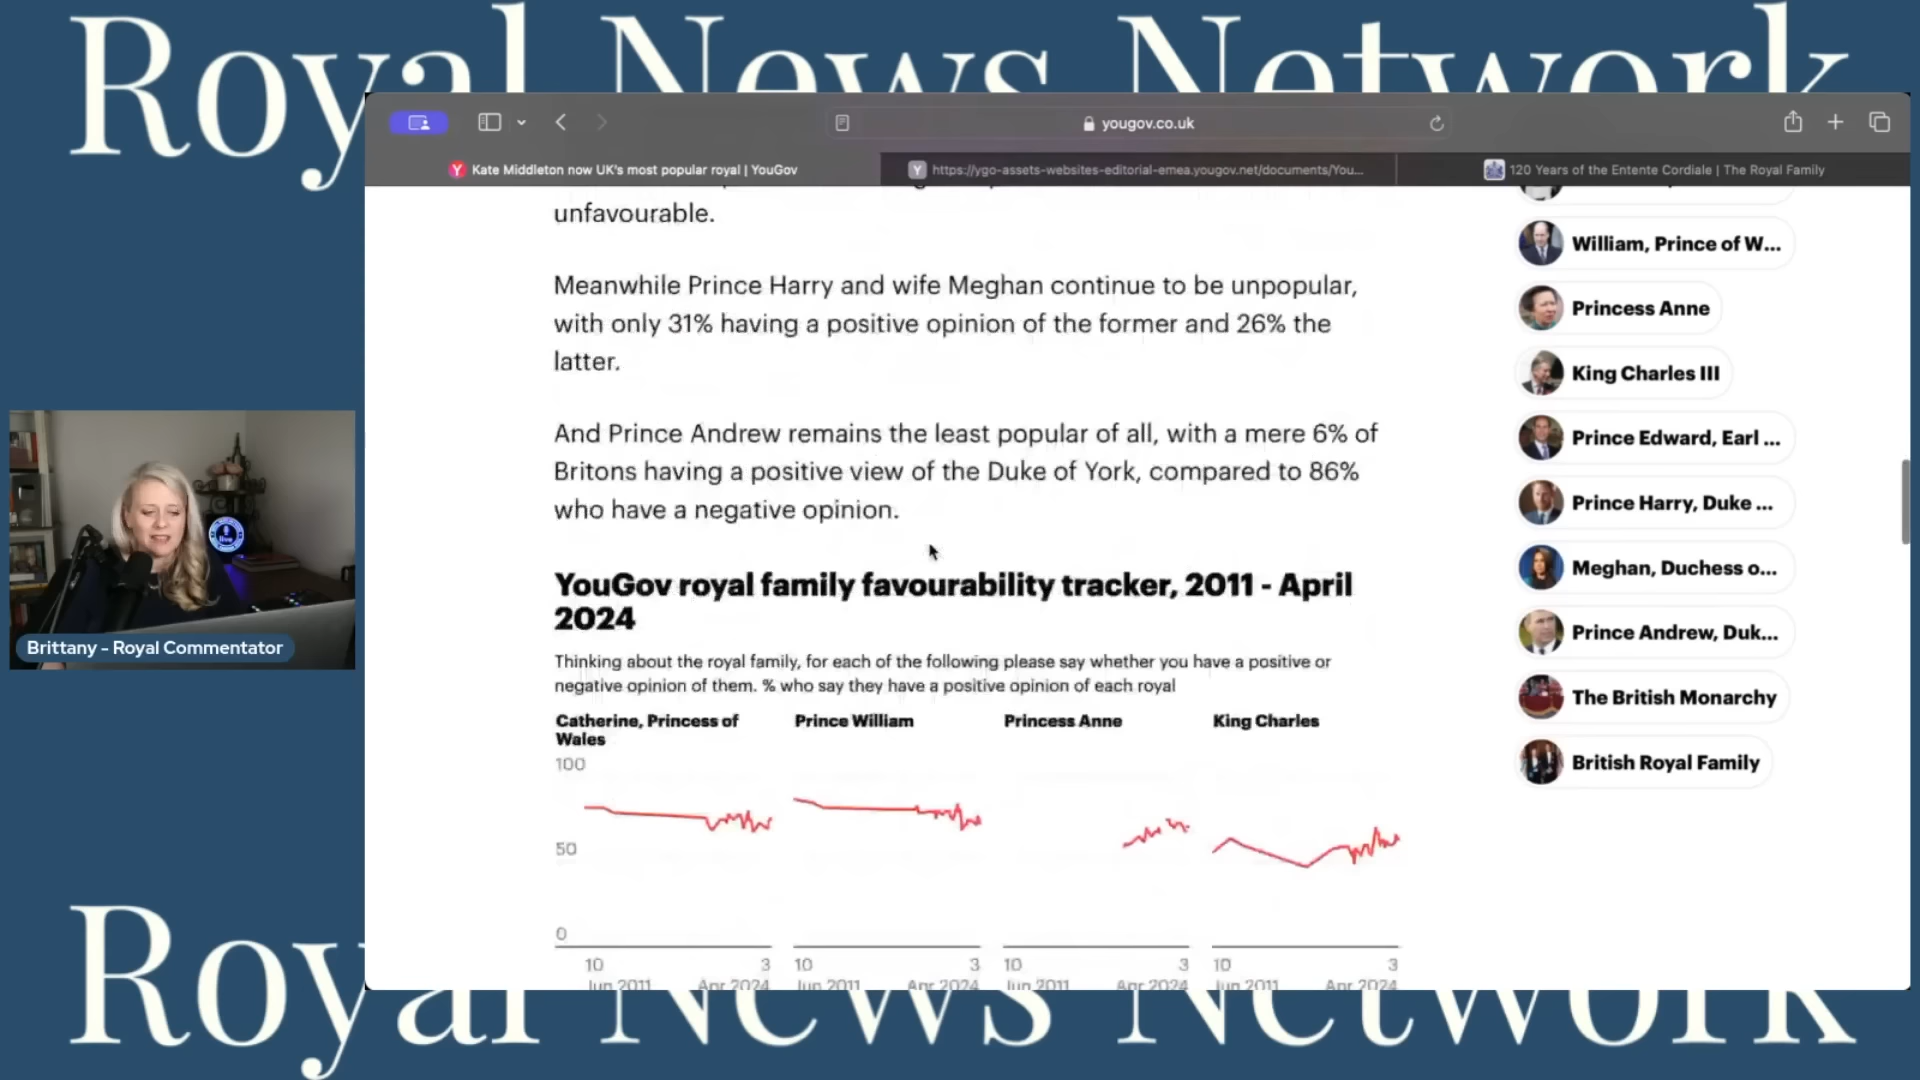 Royal News Network
yougov.co.uk
Kate Middleton now UK's most popular royal | YouGov
https://ygo-assets-websites-editorial-emea.yougov.net/documents/You...
120 Years of the Entente Cordiale | The Royal Family
unfavourable.
Meanwhile Prince Harry and wife Meghan continue to be unpopular,
with only 31% having a positive opinion of the former and 26% the
latter.
And Prince Andrew remains the least popular of all, with a mere 6% of
Britons having a positive view of the Duke of York, compared to 86%
who have a negative opinion.
YouGov royal family favourability tracker, 2011 - April
2024
Thinking about the royal family, for each of the following please say whether you have a positive or
negative opinion of them. % who say they have a positive opinion of each royal
Catherine, Princess of
Wales
Prince William
Princess Anne
King Charles
100
50
0
10 3 10 3 10 3 10 3
Jun 2011 Apr 2024 Jun 2011 Apr 2024 Jun 2011 Apr 2024 Jun 2011 Apr 2024
William, Prince of W...
Princess Anne
King Charles III
Prince Edward, Earl ...
Prince Harry, Duke ...
Meghan, Duchess o...
Prince Andrew, Duk...
The British Monarchy
British Royal Family
Brittany - Royal Commentator
Royal News Network